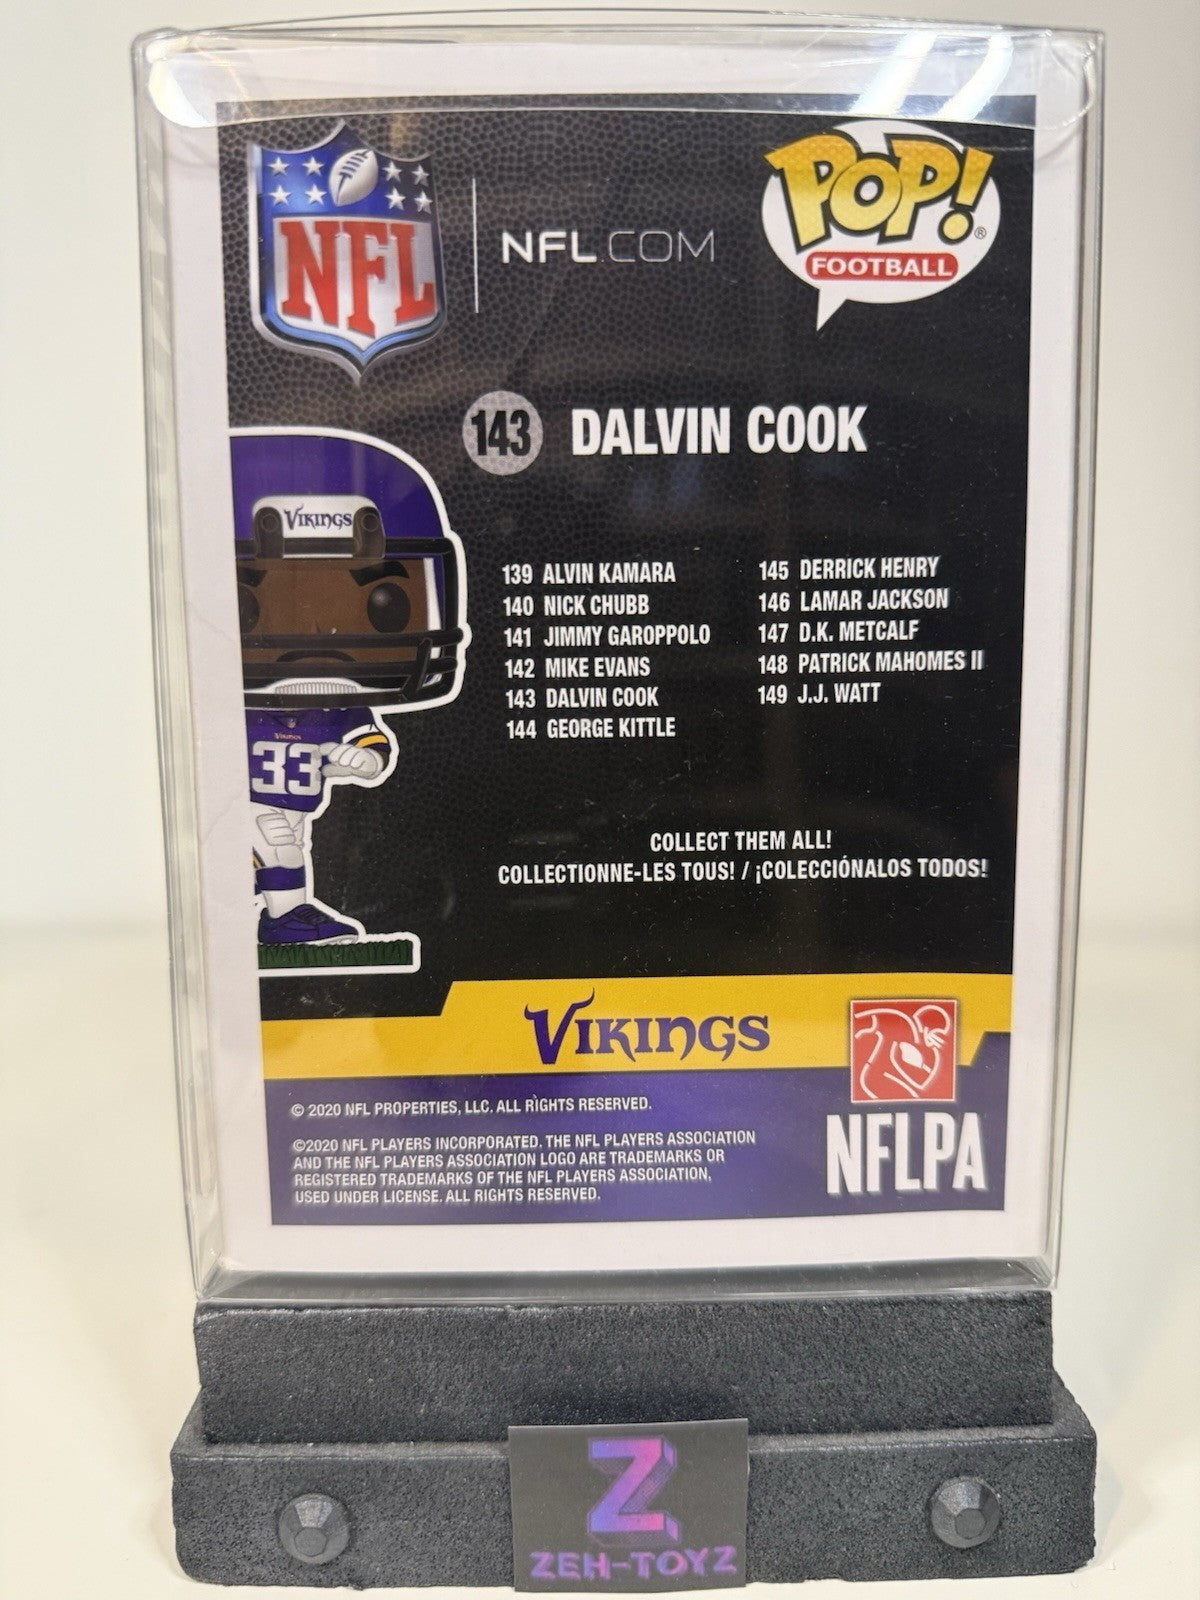 NFL
NFL.COM
POP!®
FOOTBALL
143 DALVIN COOK
VIKINGS
VIKINGS
33
139 ALVIN KAMARA
140 NICK CHUBB
141 JIMMY GAROPPOLO
142 MIKE EVANS
143 DALVIN COOK
144 GEORGE KITTLE
145 DERRICK HENRY
146 LAMAR JACKSON
147 D.K. METCALF
148 PATRICK MAHOMES II
149 J.J. WATT
COLLECT THEM ALL!
COLLECTIONNE-LES TOUS! / ¡COLECCIÓNALOS TODOS!
VIKINGS
© 2020 NFL PROPERTIES, LLC. ALL RIGHTS RESERVED.
©2020 NFL PLAYERS INCORPORATED. THE NFL PLAYERS ASSOCIATION
AND THE NFL PLAYERS ASSOCIATION LOGO ARE TRADEMARKS OR
REGISTERED TRADEMARKS OF THE NFL PLAYERS ASSOCIATION,
USED UNDER LICENSE. ALL RIGHTS RESERVED.
NFLPA
Z
ZEH-TOYZ